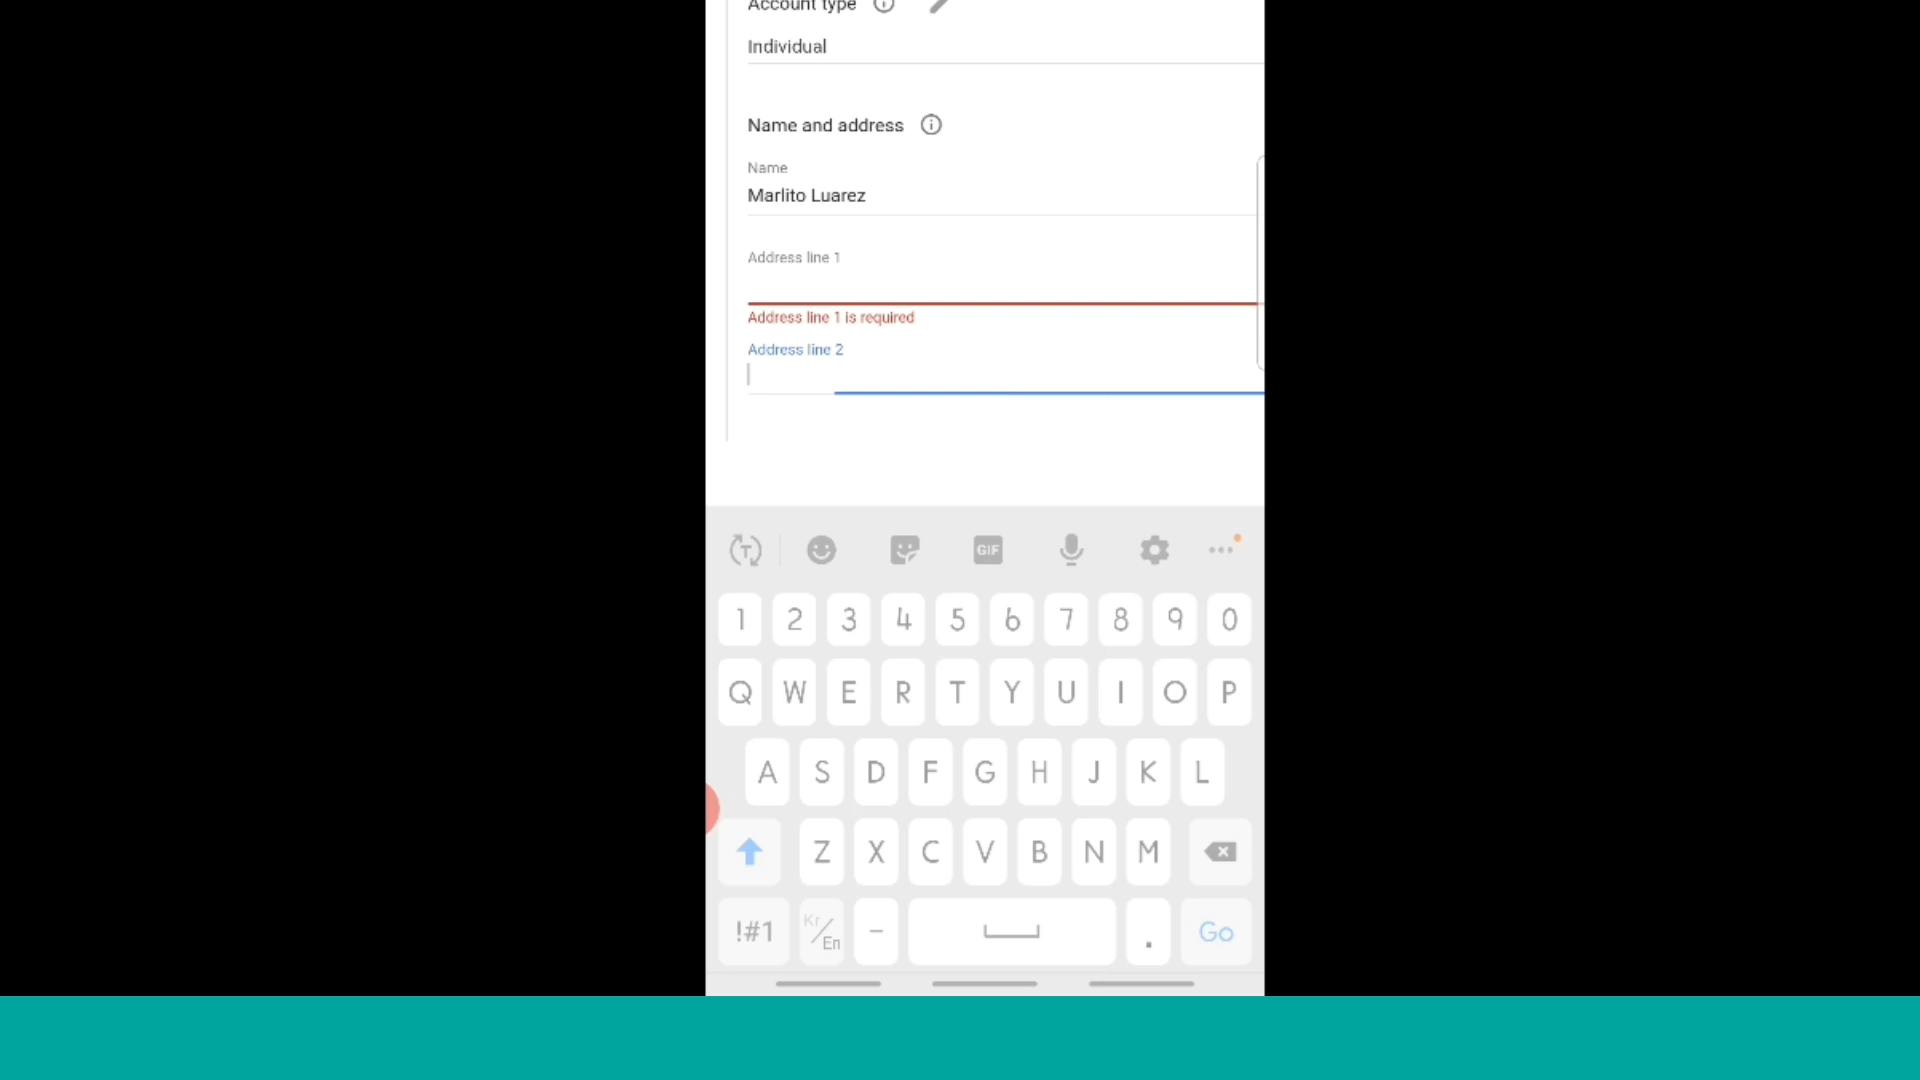 Account type
Individual
Name and address
Name
Marlito Luarez
Address line 1
Address line 1 is required
Address line 2
GIF
1 2 3 4 5 6 7 8 9 0
Q W E R T Y U I O P
A S D F G H J K L
Z X C V B N M
!#1 Kr/En - . Go